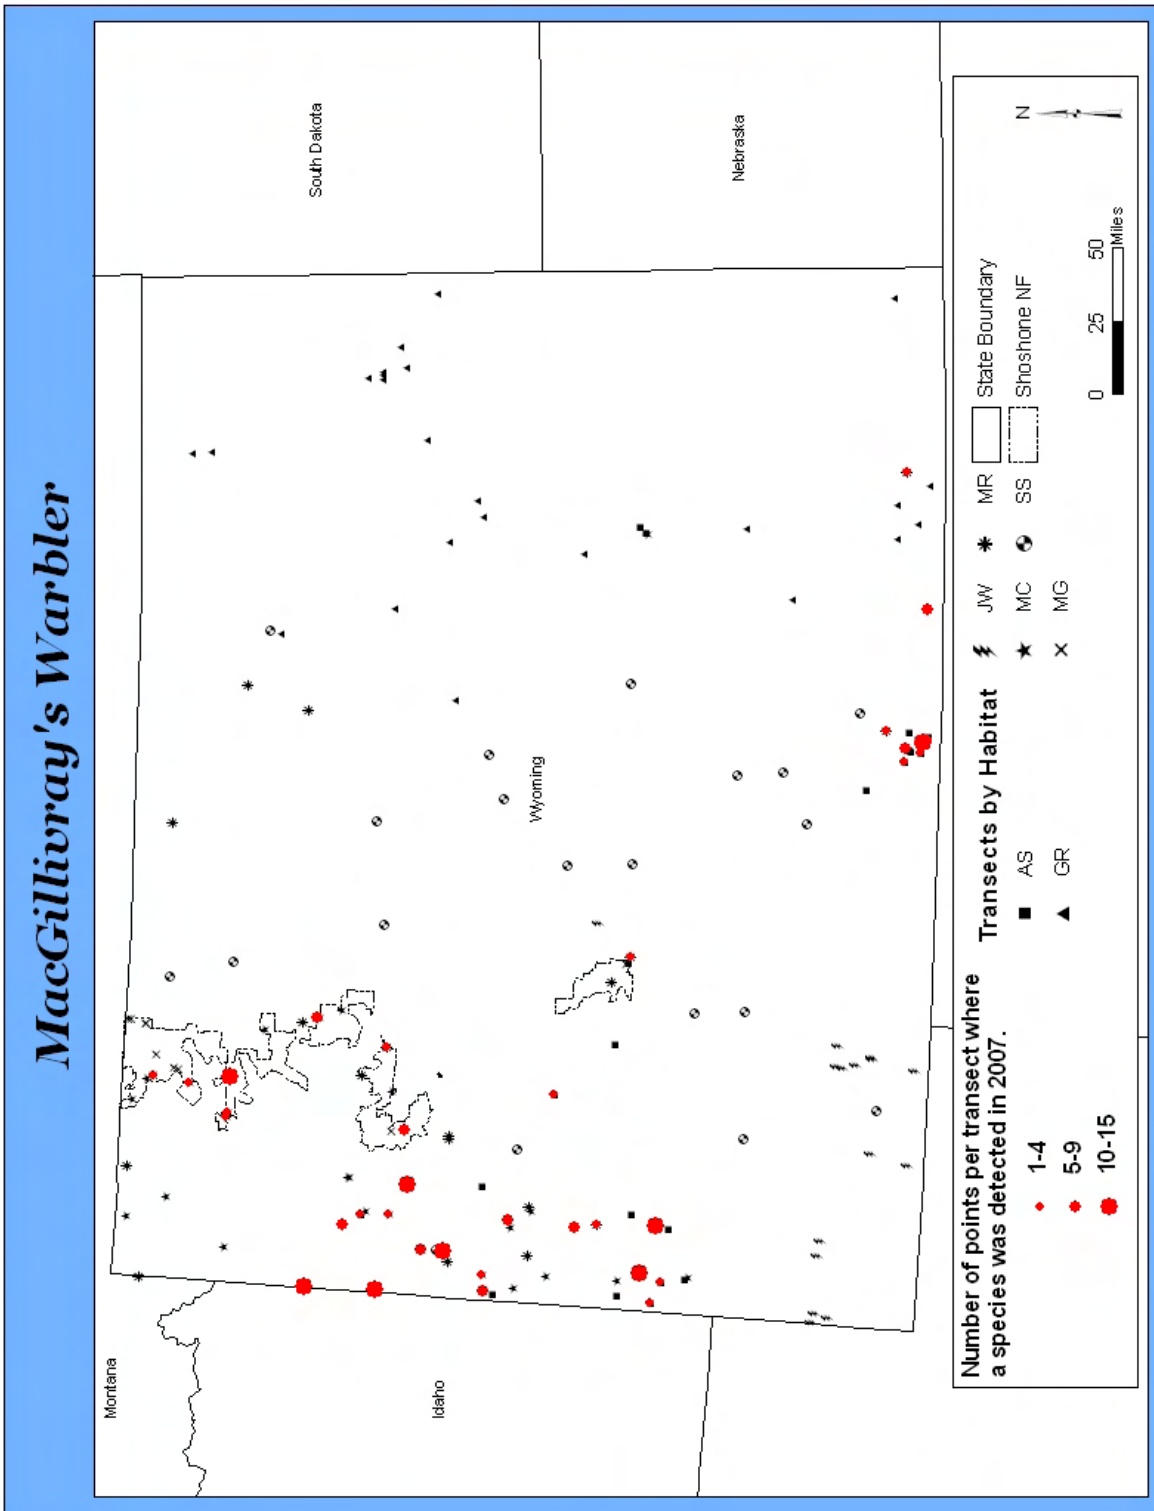 MacGillivray's Warbler
Montana
South Dakota
Idaho
Wyoming
Nebraska
Number of points per transect where
a species was detected in 2007.
1-4
5-9
10-15
Transects by Habitat
AS
GR
JW
MC
MG
MR
SS
State Boundary
Shoshone NF
N
0 25 50
Miles